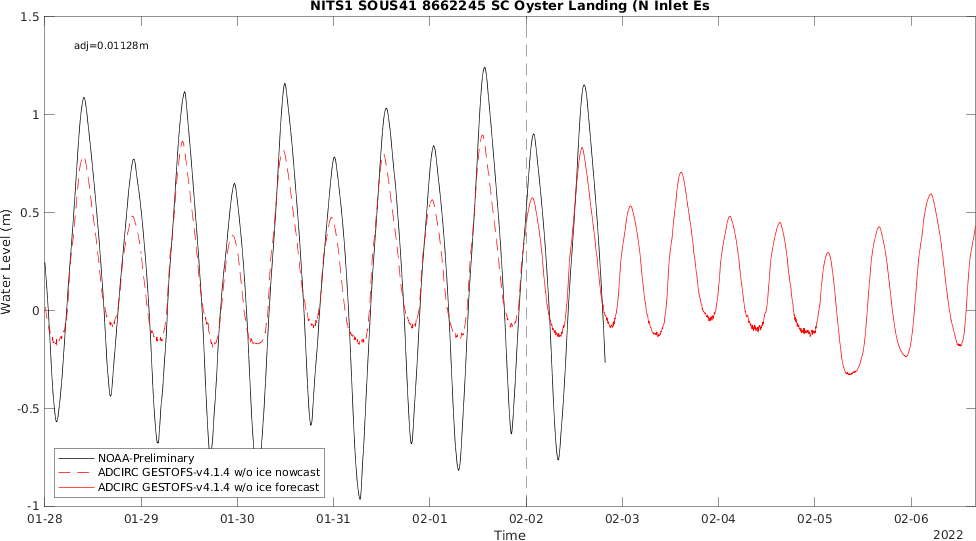 NITS1 SOUS41 8662245 SC Oyster Landing (N Inlet Es
1.5
adj=0.01128m
1
0.5
0
-0.5
-1
Water Level (m)
NOAA-Preliminary
ADCIRC GESTOFS-v4.1.4 w/o ice nowcast
ADCIRC GESTOFS-v4.1.4 w/o ice forecast
01-28 01-29 01-30 01-31 02-01 02-02 02-03 02-04 02-05 02-06
Time
2022